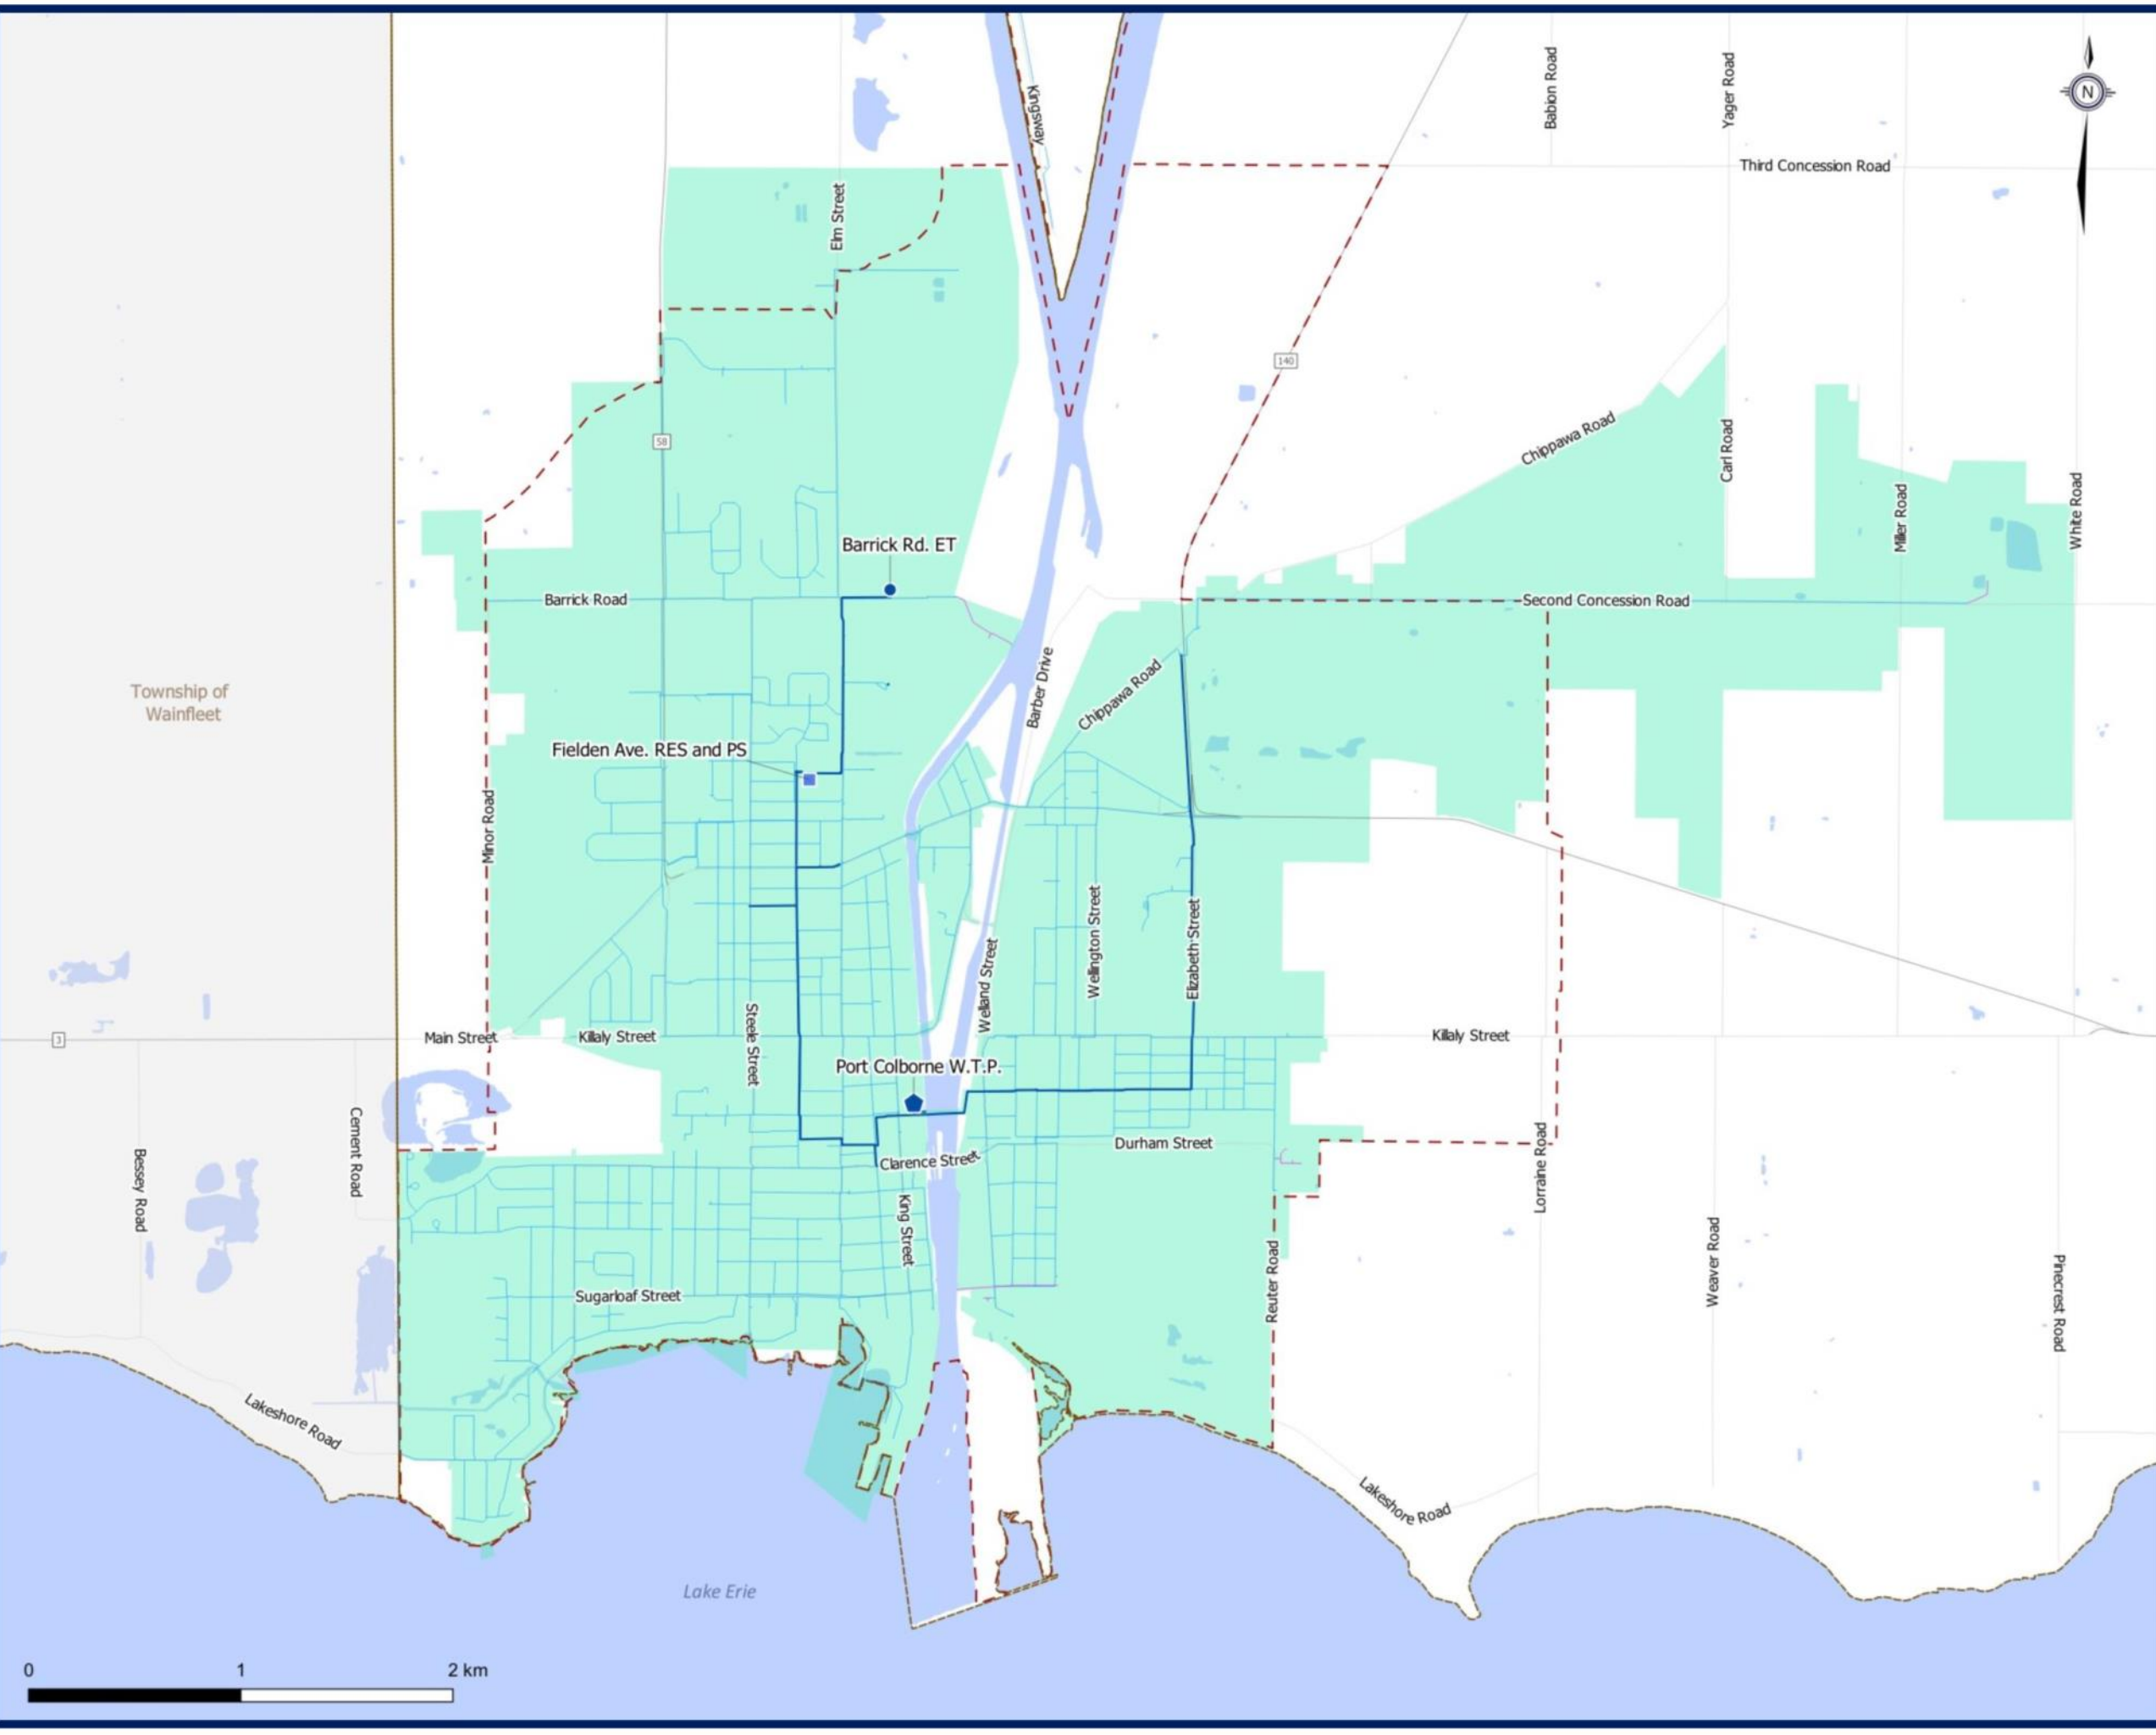 Kingsway
Babion Road
Yager Road
N
Third Concession Road
Elm Street
140
Chippawa Road
Carl Road
58
Miller Road
White Road
Barrick Rd. ET
Barrick Road
Second Concession Road
Township of
Wainfleet
Barber Drive
Chippawa Road
Fielden Ave. RES and PS
Minor Road
Wellington Street
Elizabeth Street
Welland Street
Steele Street
3
Main Street
Killaly Street
Killaly Street
Port Colborne W.T.P.
Cement Road
Bessey Road
Durham Street
Clarence Street
Lorraine Road
King Street
Reuter Road
Weaver Road
Pinecrest Road
Sugarloaf Street
Lakeshore Road
Lakeshore Road
Lake Erie
0 1 2 km